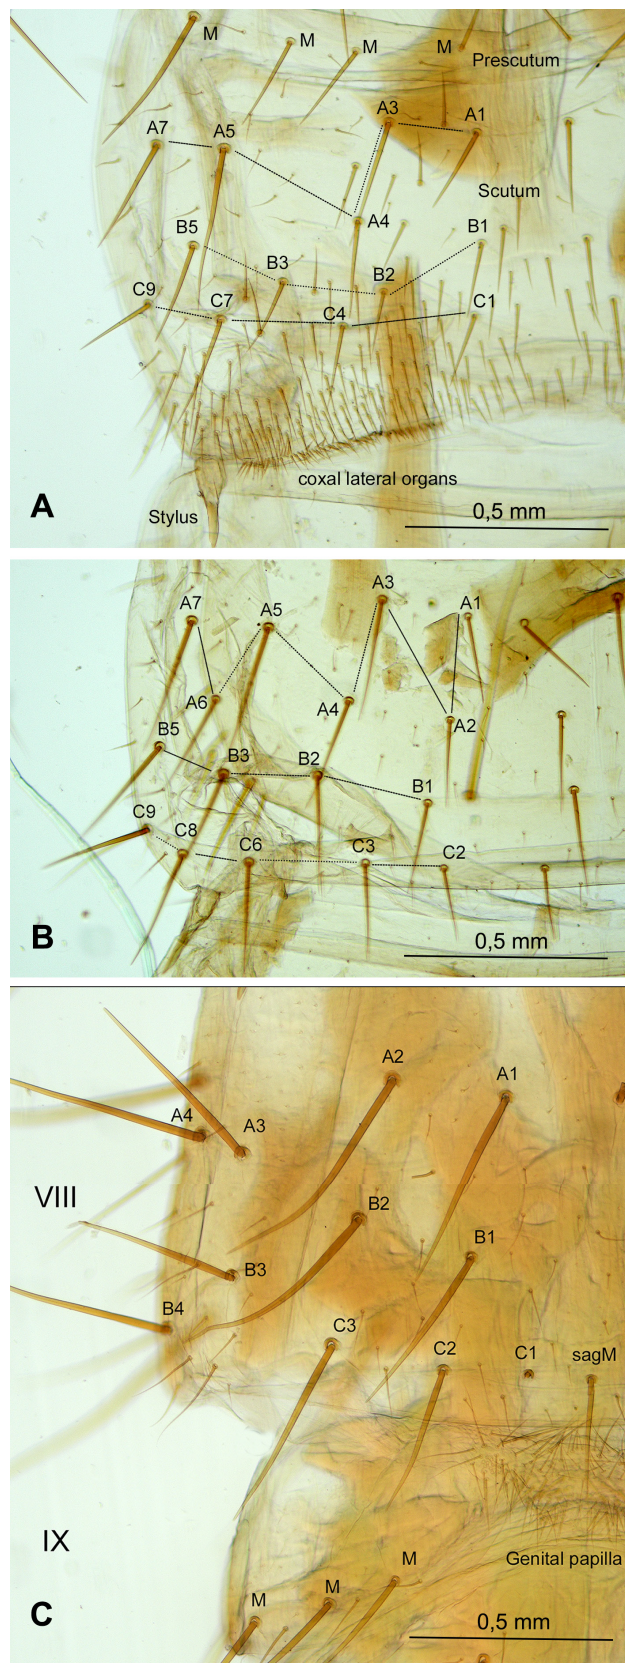 M
M
M
M
Prescutum
A7
A5
A3
A1
Scutum
A4
B5
B3
B2
B1
C9
C7
C4
C1
coxal lateral organs
Stylus
A
0,5 mm
A7
A5
A3
A1
A6
A4
A2
B5
B3
B2
B1
C9
C8
C6
C3
C2
B
0,5 mm
A2
A1
A4
A3
VIII
B2
B1
B3
B4
C3
C2
C1
sagM
IX
Genital papilla
M
M
M
C
0,5 mm